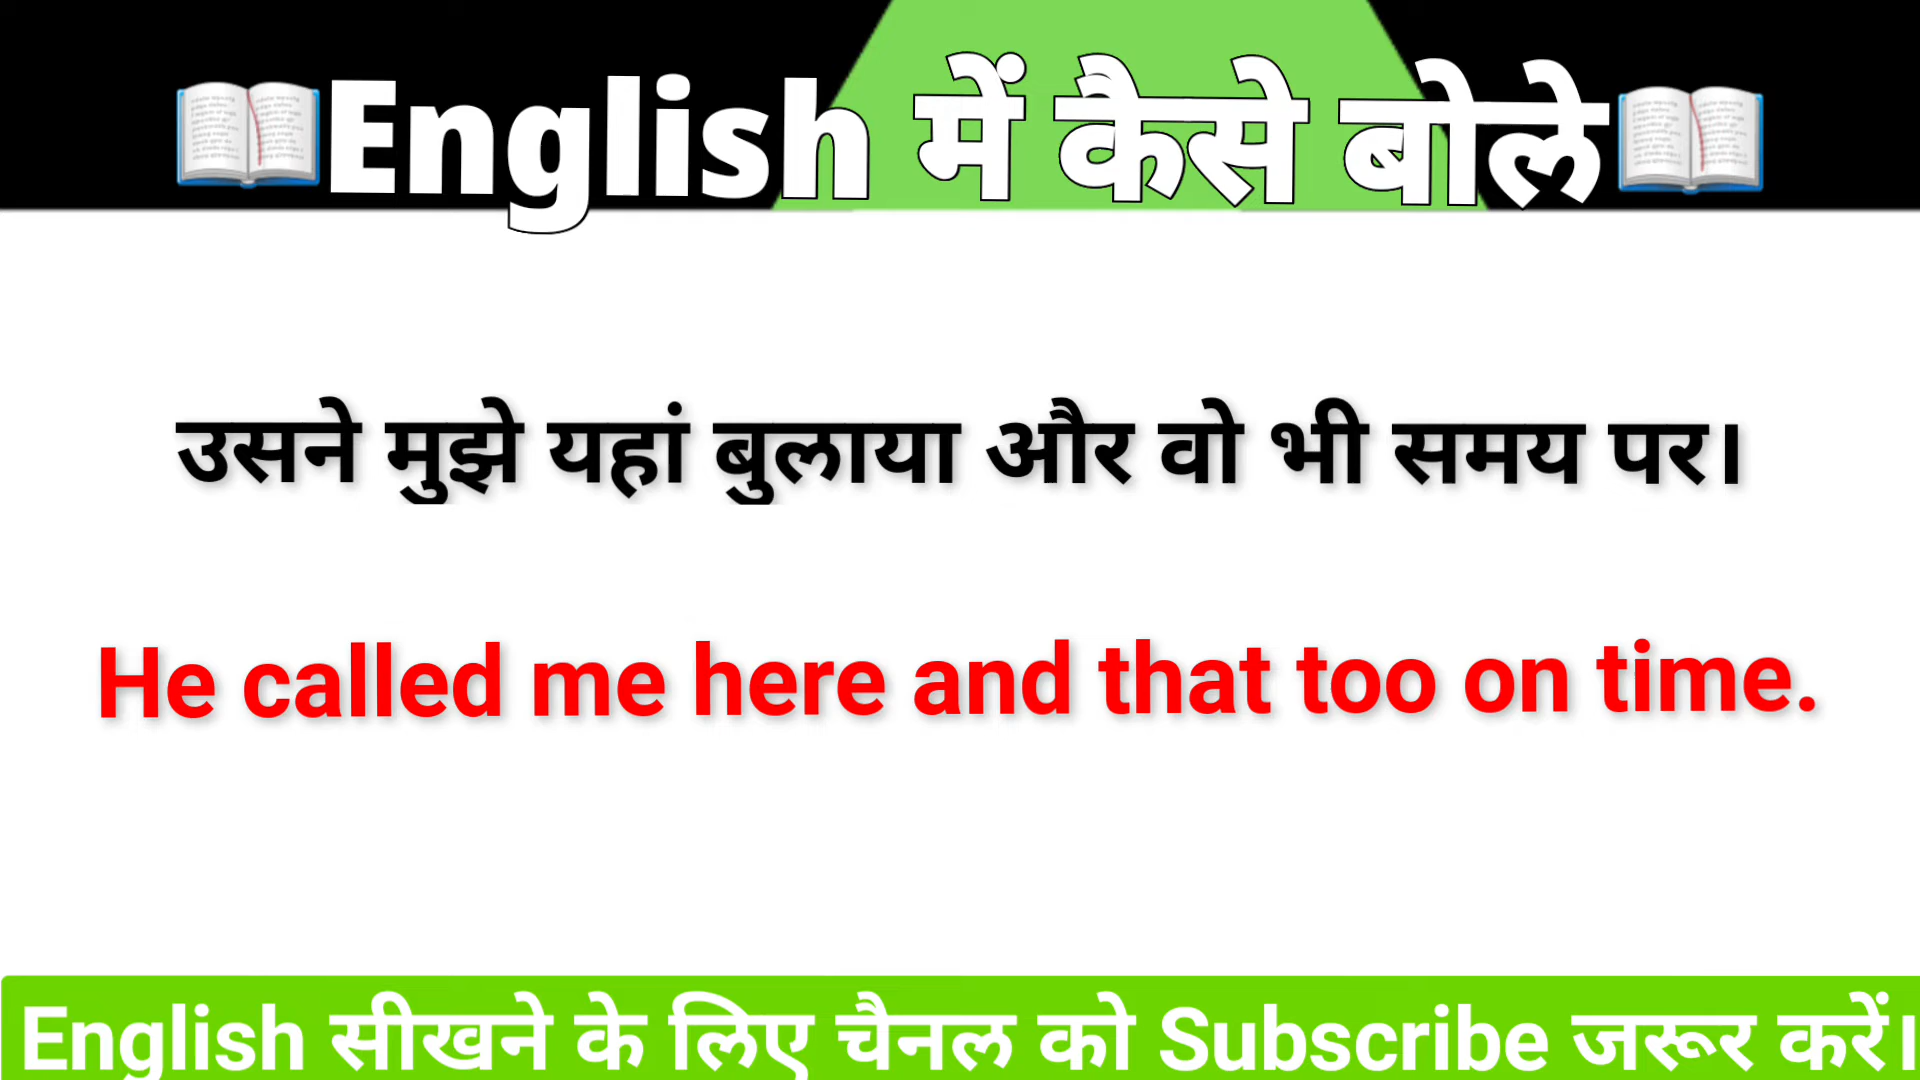 📖English में कैसे बोले📖
उसने मुझे यहां बुलाया और वो भी समय पर।
He called me here and that too on time.
English सीखने के लिए चैनल को Subscribe जरूर करें।